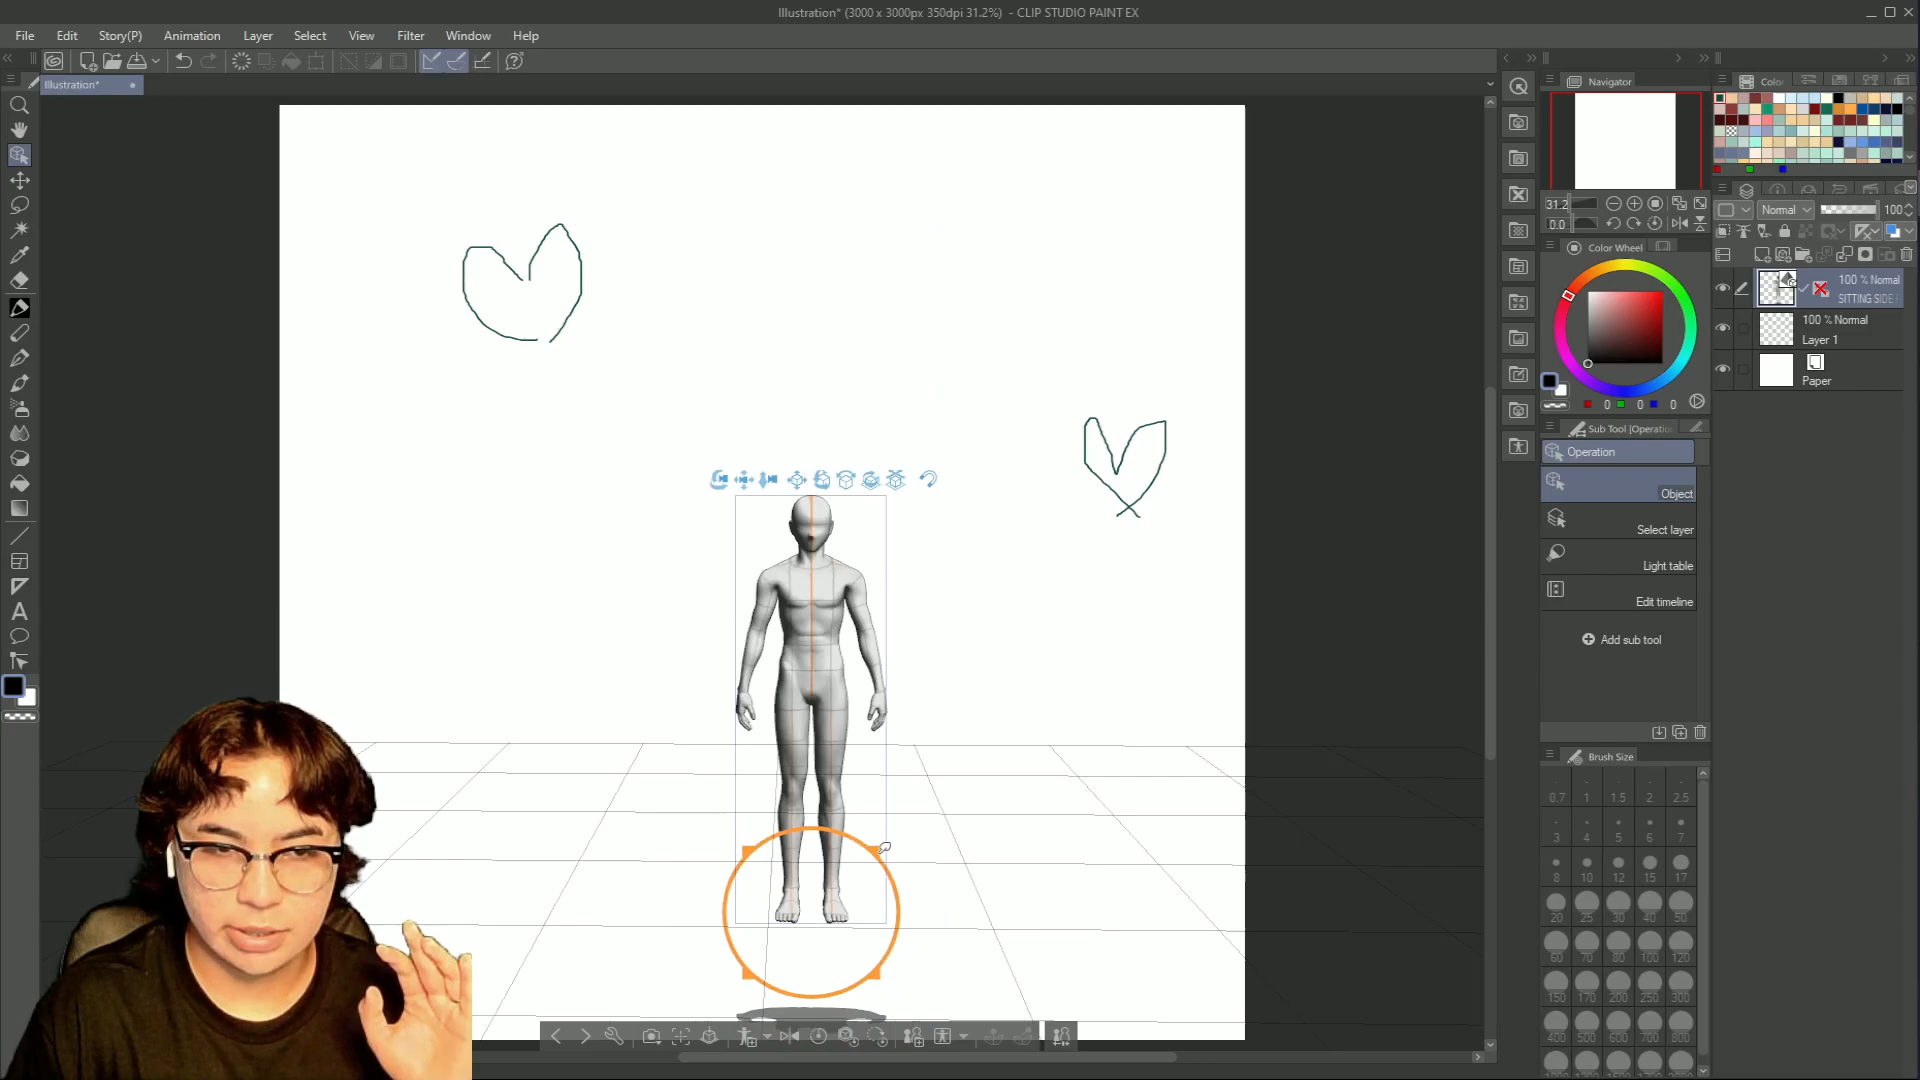 Illustration* (3000 x 3000px 350dpi 31.2%) - CLIP STUDIO PAINT EX
File Edit Story(P) Animation Layer Select View Filter Window Help
Illustration*
Navigator
31.2
0.0
Color Wheel
0 0 0
Sub Tool [Operatio
Operation
Object
Select layer
Light table
Edit timeline
Add sub tool
Brush Size
0.7 1 1.5 2 2.5
3 4 5 6 7
8 10 12 15 17
20 25 30 40 50
60 70 80 100 120
150 170 200 250 300
400 500 600 700 800
Colo
Normal 100
100 % Normal
SITTING SIDE
100 % Normal
Layer 1
Paper